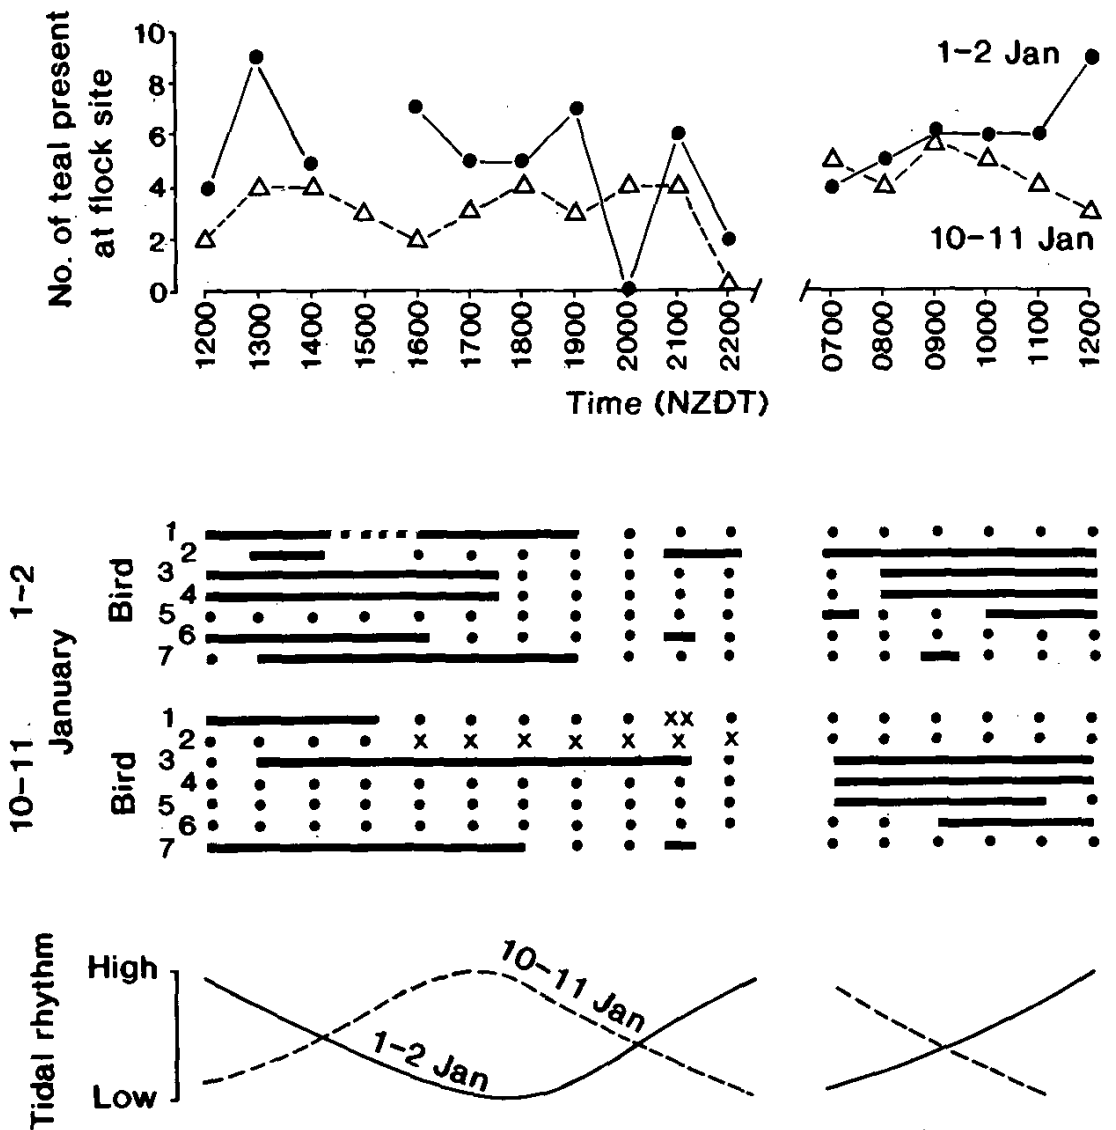 No. of teal present
at flock site
10
8
6
4
2
0
1-2 Jan
10-11 Jan
1200 1300 1400 1500 1600 1700 1800 1900 2000 2100 2200 0700 0800 0900 1000 1100 1200
Time (NZDT)
January
1-2
Bird
1
2
3
4
5
6
7
10-11
Bird
1
x x
2
x x x x x x x
3
4
5
6
7
Tidal rhythm
High
Low
10-11 Jan
1-2 Jan